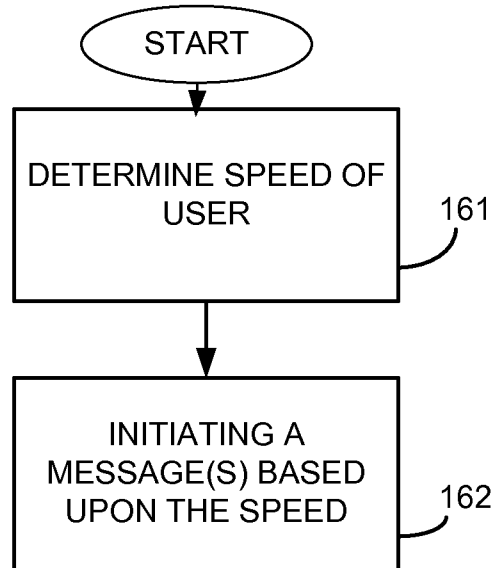 START
DETERMINE SPEED OF
USER
161
INITIATING A
MESSAGE(S) BASED
UPON THE SPEED
162